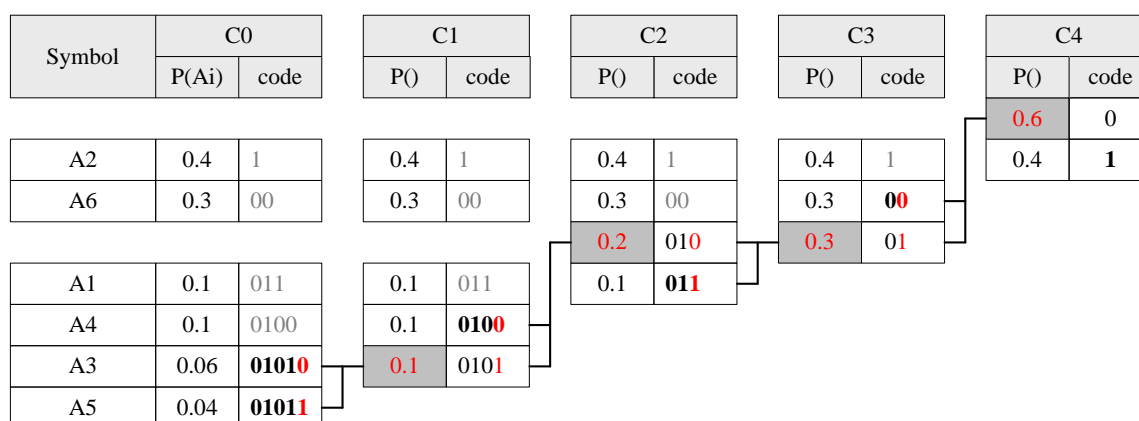 Symbol C0 C1 C2 C3 C4
P(Ai) code P() code P() code P() code P() code
0.6 0
A2 0.4 1 0.4 1 0.4 1 0.4 1 0.4 1
A6 0.3 00 0.3 00 0.3 00 0.3 00
0.2 010 0.3 01
A1 0.1 011 0.1 011 0.1 011
A4 0.1 0100 0.1 0100
A3 0.06 01010 0.1 0101
A5 0.04 01011